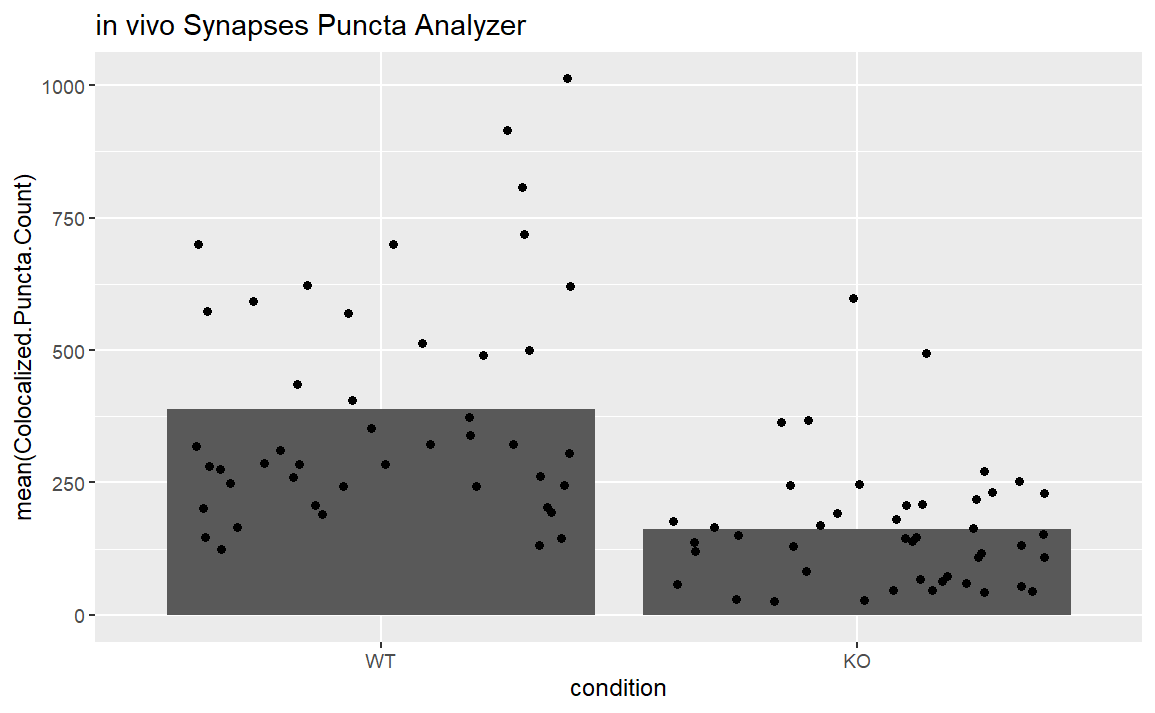 in vivo Synapses Puncta Analyzer
mean(Colocalized.Puncta.Count)
1000
750
500
250
0
WT
KO
condition